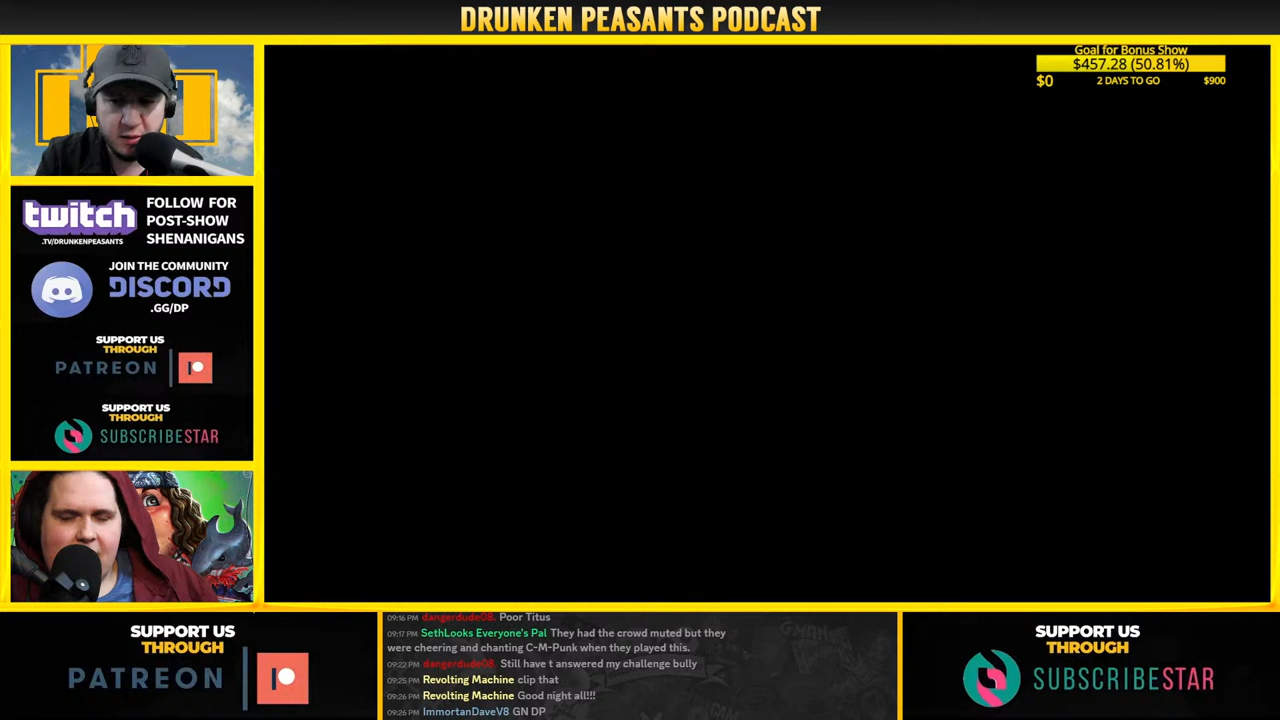 DRUNKEN PEASANTS PODCAST
Goal for Bonus Show
$457.28 (50.81%)
$0 2 DAYS TO GO $900
twitch
.TV/DRUNKENPEASANTS
FOLLOW FOR
POST-SHOW
SHENANIGANS
JOIN THE COMMUNITY
DISCORD
.GG/DP
SUPPORT US
THROUGH
PATREON
SUPPORT US
THROUGH
SUBSCRIBESTAR
SUPPORT US
THROUGH
PATREON
09:16 PM dangerdude08. Poor Titus
09:17 PM SethLooks Everyone's Pal They had the crowd muted but they
were cheering and chanting C-M-Punk when they played this.
09:22 PM dangerdude08. Still have t answered my challenge bully
09:25 PM Revolting Machine clip that
09:26 PM Revolting Machine Good night all!!!
09:26 PM ImmortanDaveV8 GN DP
SUPPORT US
THROUGH
SUBSCRIBESTAR